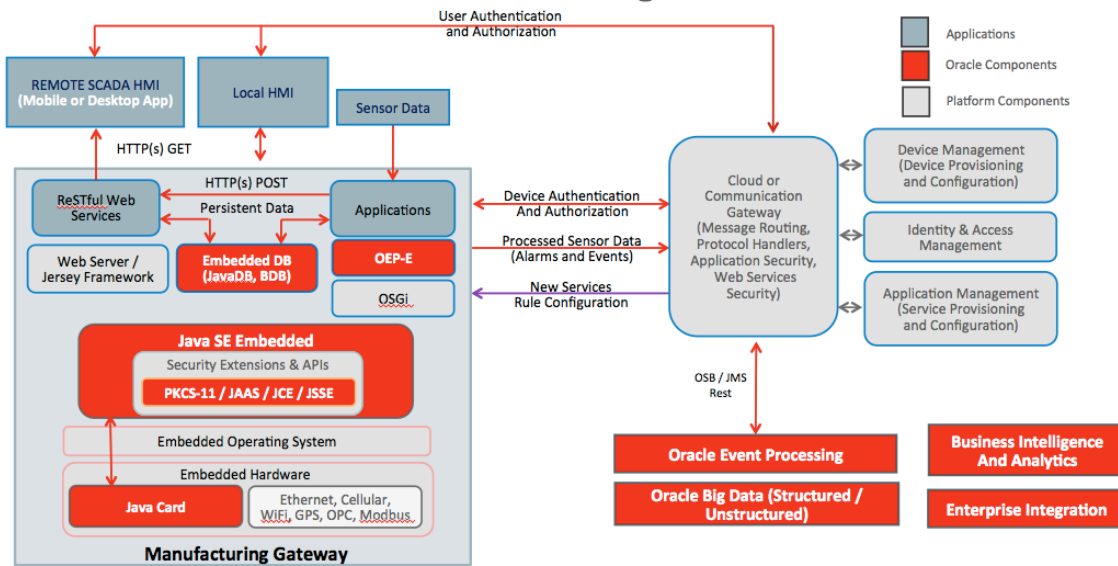 User Authentication
and Authorization
Applications
Oracle Components
Platform Components
REMOTE SCADA HMI
(Mobile or Desktop App)
Local HMI
Sensor Data
HTTP(s) GET
ReSTful Web
Services
HTTP(s) POST
Persistent Data
Applications
Web Server /
Jersey Framework
Embedded DB
(JavaDB, BDB)
OEP-E
OSGi
Device Authentication
And Authorization
Processed Sensor Data
(Alarms and Events)
New Services
Rule Configuration
Cloud or
Communication
Gateway
(Message Routing,
Protocol Handlers,
Application Security,
Web Services
Security)
Device Management
(Device Provisioning
and Configuration)
Identity & Access
Management
Application Management
(Service Provisioning
and Configuration)
Java SE Embedded
Security Extensions & APIs
PKCS-11 / JAAS / JCE / JSSE
Embedded Operating System
Embedded Hardware
Java Card
Ethernet, Cellular,
WiFi, GPS, OPC, Modbus
Manufacturing Gateway
OSB / JMS
Rest
Oracle Event Processing
Oracle Big Data (Structured /
Unstructured)
Business Intelligence
And Analytics
Enterprise Integration